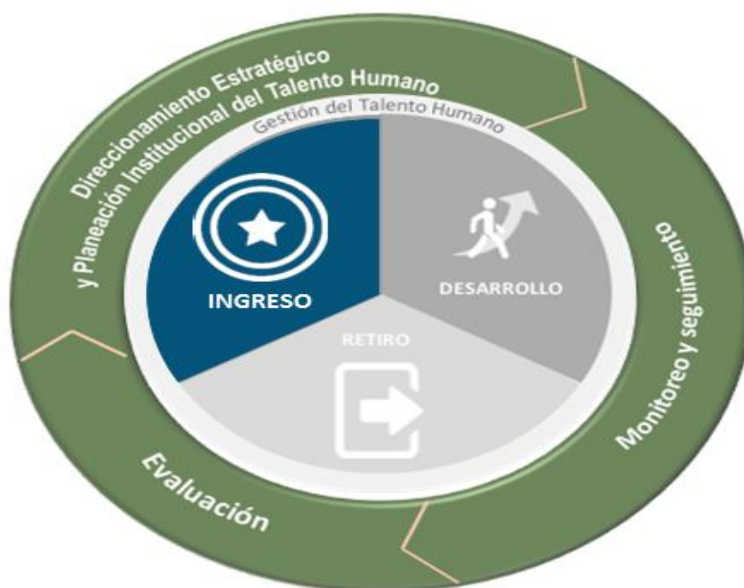 Direccionamiento Estratégico
y Planeación Institucional del Talento Humano
Gestión del Talento Humano
INGRESO
DESARROLLO
RETIRO
Monitoreo y seguimiento
Evaluación